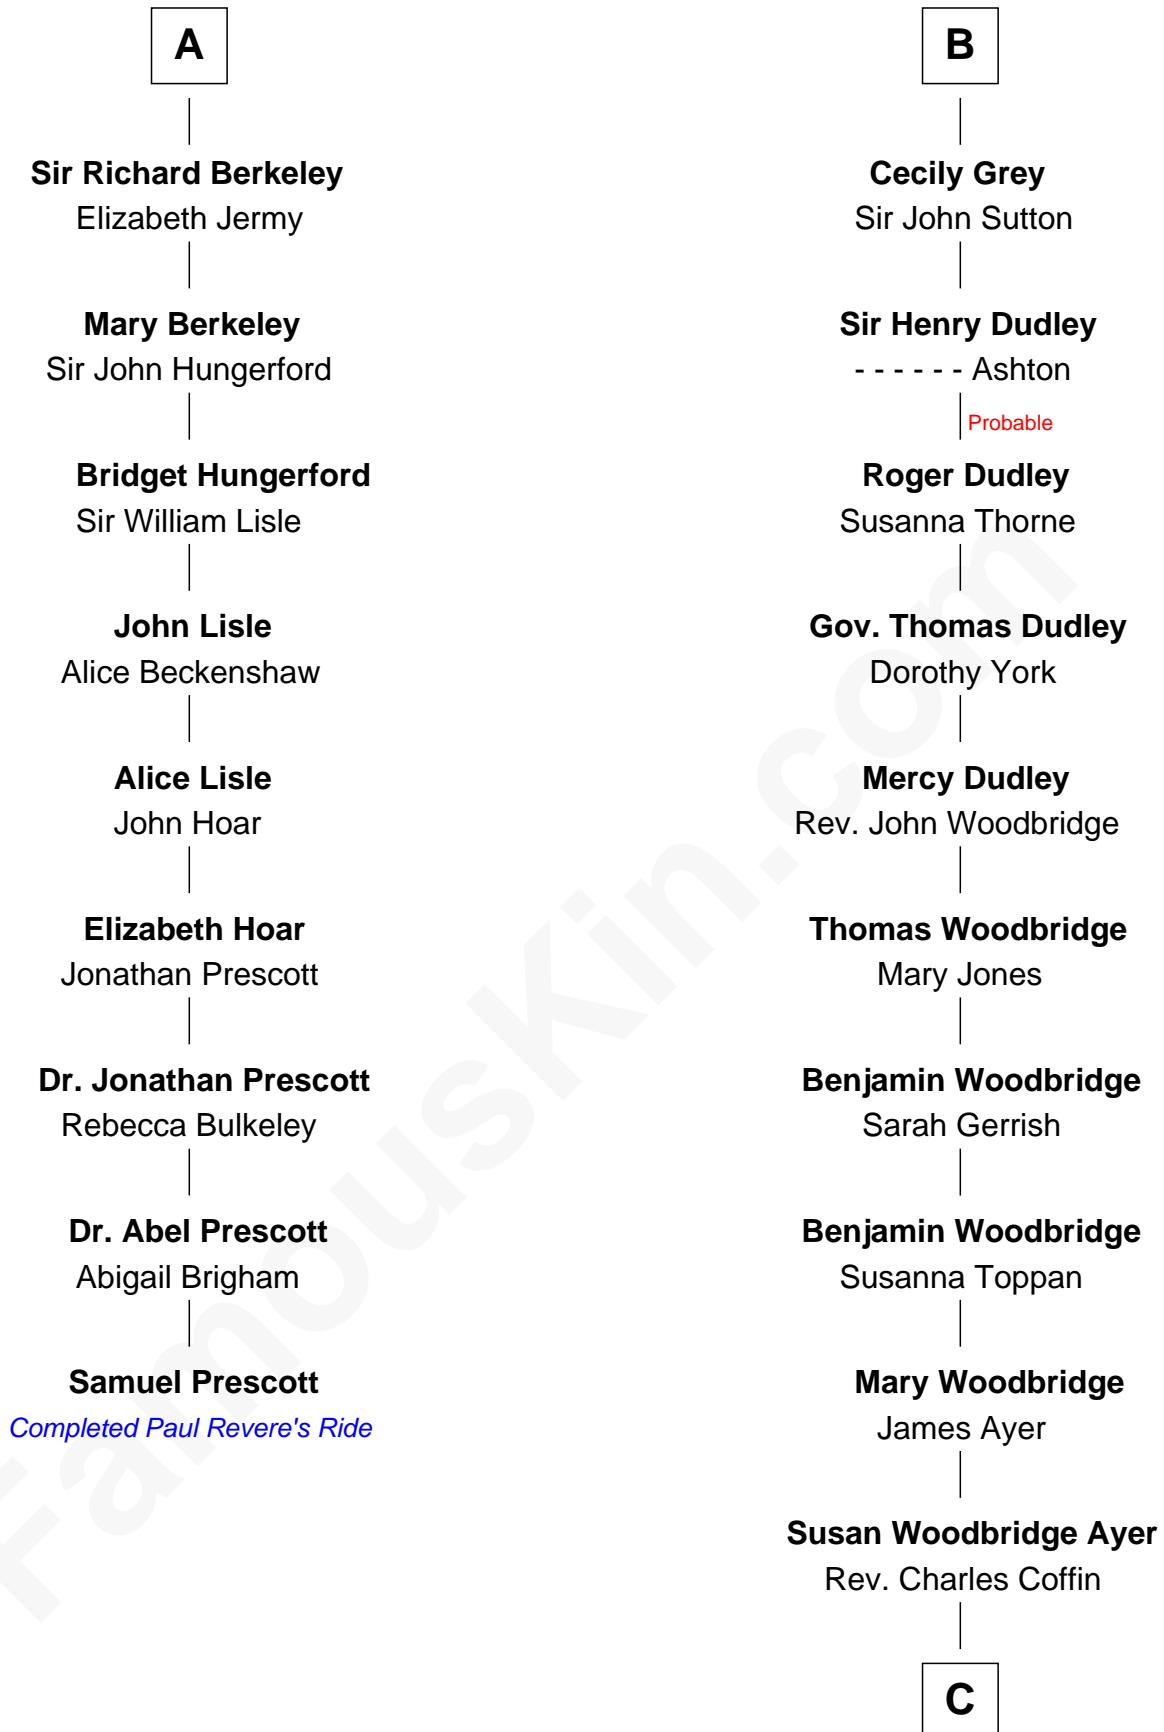 A
Sir Richard Berkeley
Elizabeth Jermy
Mary Berkeley
Sir John Hungerford
Bridget Hungerford
Sir William Lisle
John Lisle
Alice Beckenshaw
Alice Lisle
John Hoar
Elizabeth Hoar
Jonathan Prescott
Dr. Jonathan Prescott
Rebecca Bulkeley
Dr. Abel Prescott
Abigail Brigham
Samuel Prescott
Completed Paul Revere's Ride
B
Cecily Grey
Sir John Sutton
Sir Henry Dudley
- - - - - - Ashton
Probable
Roger Dudley
Susanna Thorne
Gov. Thomas Dudley
Dorothy York
Mercy Dudley
Rev. John Woodbridge
Thomas Woodbridge
Mary Jones
Benjamin Woodbridge
Sarah Gerrish
Benjamin Woodbridge
Susanna Toppan
Mary Woodbridge
James Ayer
Susan Woodbridge Ayer
Rev. Charles Coffin
C
FamousKin.com